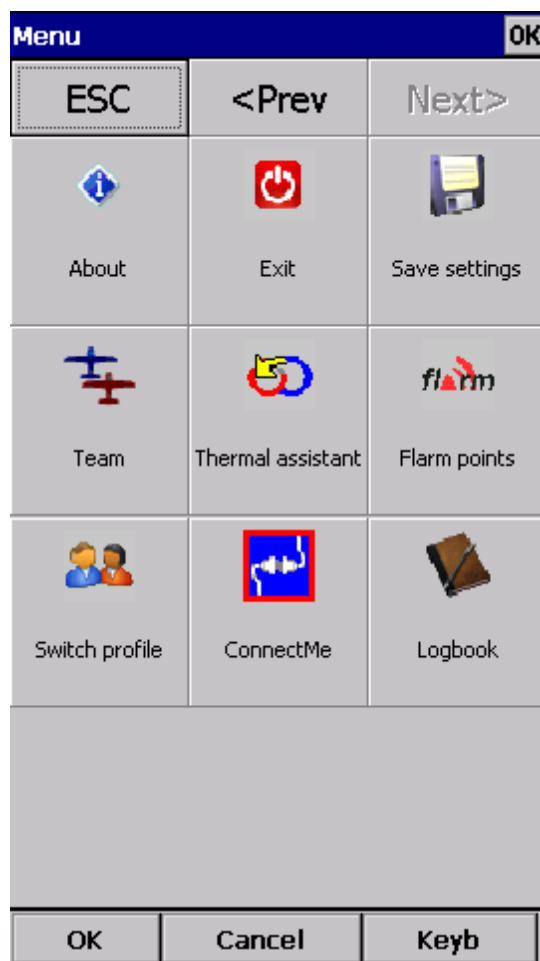 Menu OK
ESC <Prev Next>
About Exit Save settings
flarm
Team Thermal assistant Flarm points
Switch profile ConnectMe Logbook
OK Cancel Keyb